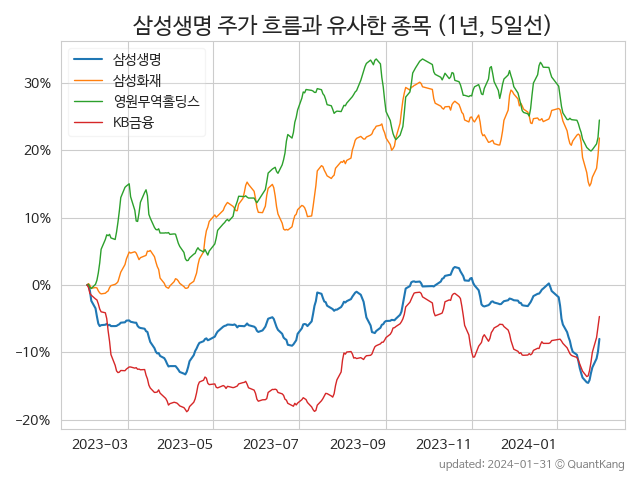 삼성생명 주가 흐름과 유사한 종목 (1년, 5일선)
삼성생명
삼성화재
영원무역홀딩스
KB금융
30%
20%
10%
0%
−10%
−20%
2023-03 2023-05 2023-07 2023-09 2023-11 2024-01
updated: 2024-01-31 © QuantKang